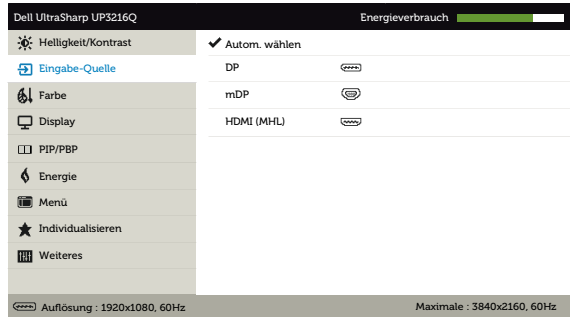 Dell UltraSharp UP3216Q Energieverbrauch
Helligkeit/Kontrast
Autom. wählen
Eingabe-Quelle
DP
Farbe
mDP
Display
HDMI (MHL)
PIP/PBP
Energie
Menü
Individualisieren
Weiteres
Auflösung : 1920x1080, 60Hz Maximale : 3840x2160, 60Hz